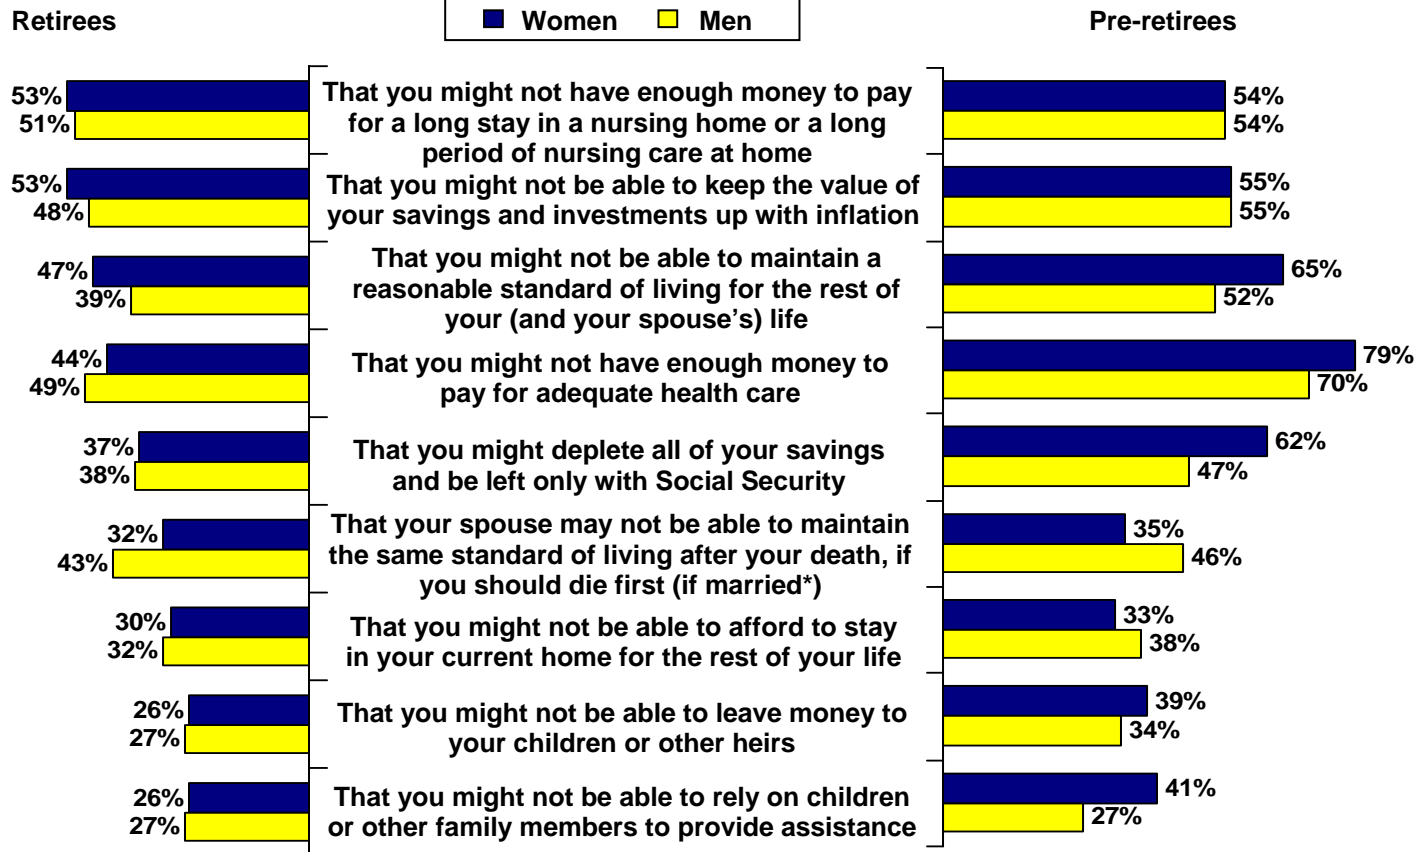 Retirees
Women Men
Pre-retirees
53%
51%
That you might not have enough money to pay
for a long stay in a nursing home or a long
period of nursing care at home
54%
54%
53%
48%
That you might not be able to keep the value of
your savings and investments up with inflation
55%
55%
47%
39%
That you might not be able to maintain a
reasonable standard of living for the rest of
your (and your spouse’s) life
65%
52%
44%
49%
That you might not have enough money to
pay for adequate health care
79%
70%
37%
38%
That you might deplete all of your savings
and be left only with Social Security
62%
47%
32%
43%
That your spouse may not be able to maintain
the same standard of living after your death, if
you should die first (if married*)
35%
46%
30%
32%
That you might not be able to afford to stay
in your current home for the rest of your life
33%
38%
26%
27%
That you might not be able to leave money to
your children or other heirs
39%
34%
26%
27%
That you might not be able to rely on children
or other family members to provide assistance
41%
27%